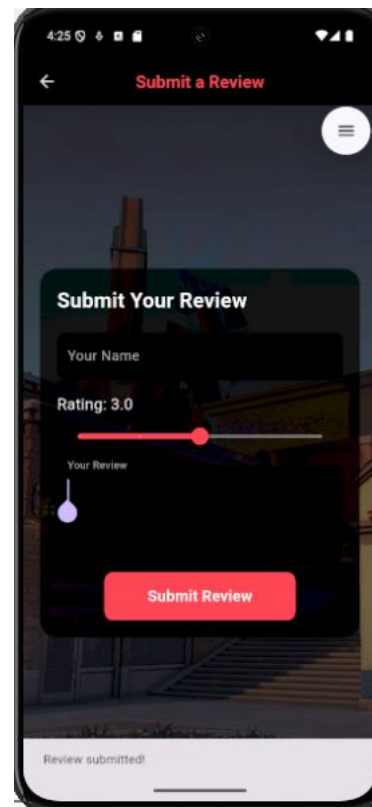 4:25
Submit a Review
Submit Your Review
Your Name
Rating: 3.0
Your Review
Submit Review
Review submitted!